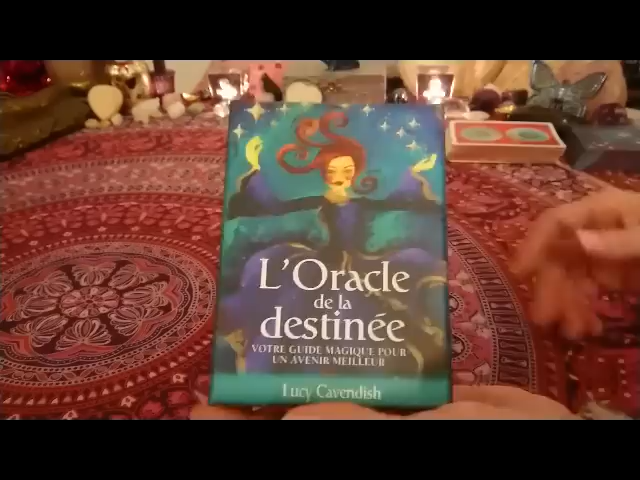 L'Oracle
de la
destinée
VOTRE GUIDE MAGIQUE POUR
UN AVENIR MEILLEUR
Lucy Cavendish